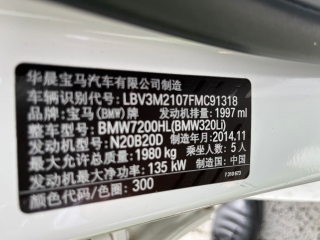 华晨宝马汽车有限公司制造
车辆识别代号:LBV3M2107FMC91318
品牌:宝马(BMW)牌 发动机排量:1997 ml
整车型号:BMW7200HL(BMW320Li)
发动机型号:N20B20D 制造年月:2014.11
最大允许总质量:1980 kg 乘坐人数:5人
发动机最大净功率:135 kW 制造国:中国
颜色代码/色圈:300